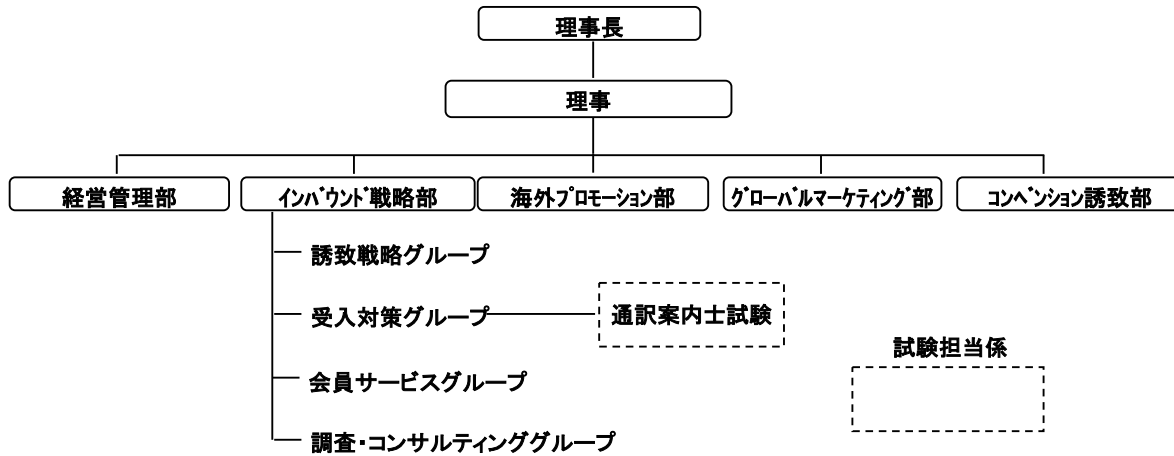 理事長
理事
経営管理部
ｲﾝﾊﾞｳﾝﾄﾞ戦略部
海外ﾌﾟﾛﾓｰｼｮﾝ部
ｸﾞﾛｰﾊﾞﾙﾏｰｹﾃｨﾝｸﾞ部
ｺﾝﾍﾞﾝｼｮﾝ誘致部
誘致戦略グループ
受入対策グループ
通訳案内士試験
試験担当係
会員サービスグループ
調査・コンサルティンググループ